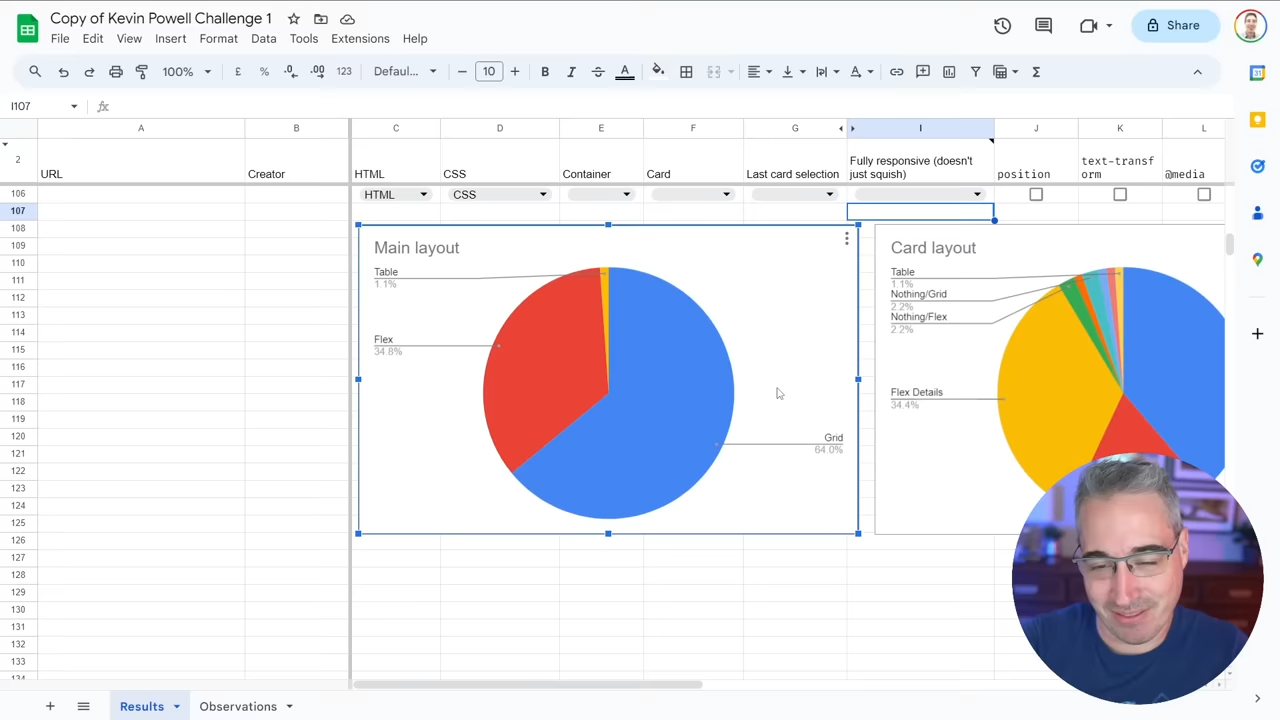 Copy of Kevin Powell Challenge 1
File Edit View Insert Format Data Tools Extensions Help
Share
100% £ % .0 .00 123 Defaul... 10 B I A
I107 fx
A B C D E F G I J K L
2 URL Creator HTML CSS Container Card Last card selection
Fully responsive (doesn't
just squish)
position
text-transf
orm
@media
106 HTML CSS
107
108
109
110
111
112
113
114
115
116
117
118
119
120
121
122
123
124
125
126
127
128
129
130
131
132
133
134
Main layout
Table
1.1%
Flex
34.8%
Grid
64.0%
Card layout
Table
1.1%
Nothing/Grid
2.2%
Nothing/Flex
2.2%
Flex Details
34.4%
Results Observations